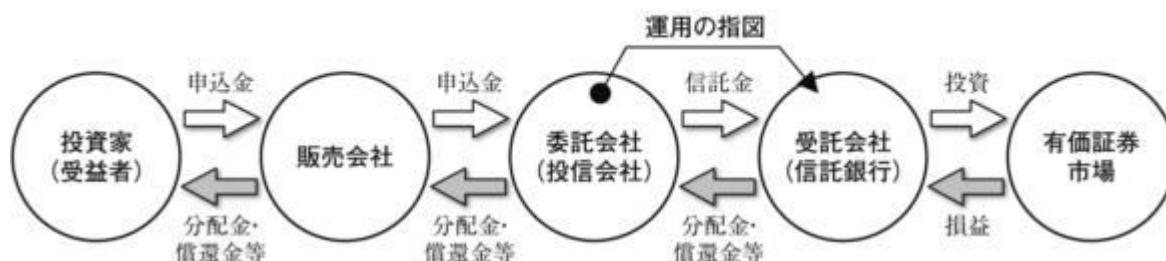 運用の指図
申込金
申込金
信託金
投資
投資家
(受益者)
販売会社
委託会社
(投信会社)
受託会社
(信託銀行)
有価証券
市場
分配金・
償還金等
分配金・
償還金等
分配金・
償還金等
損益